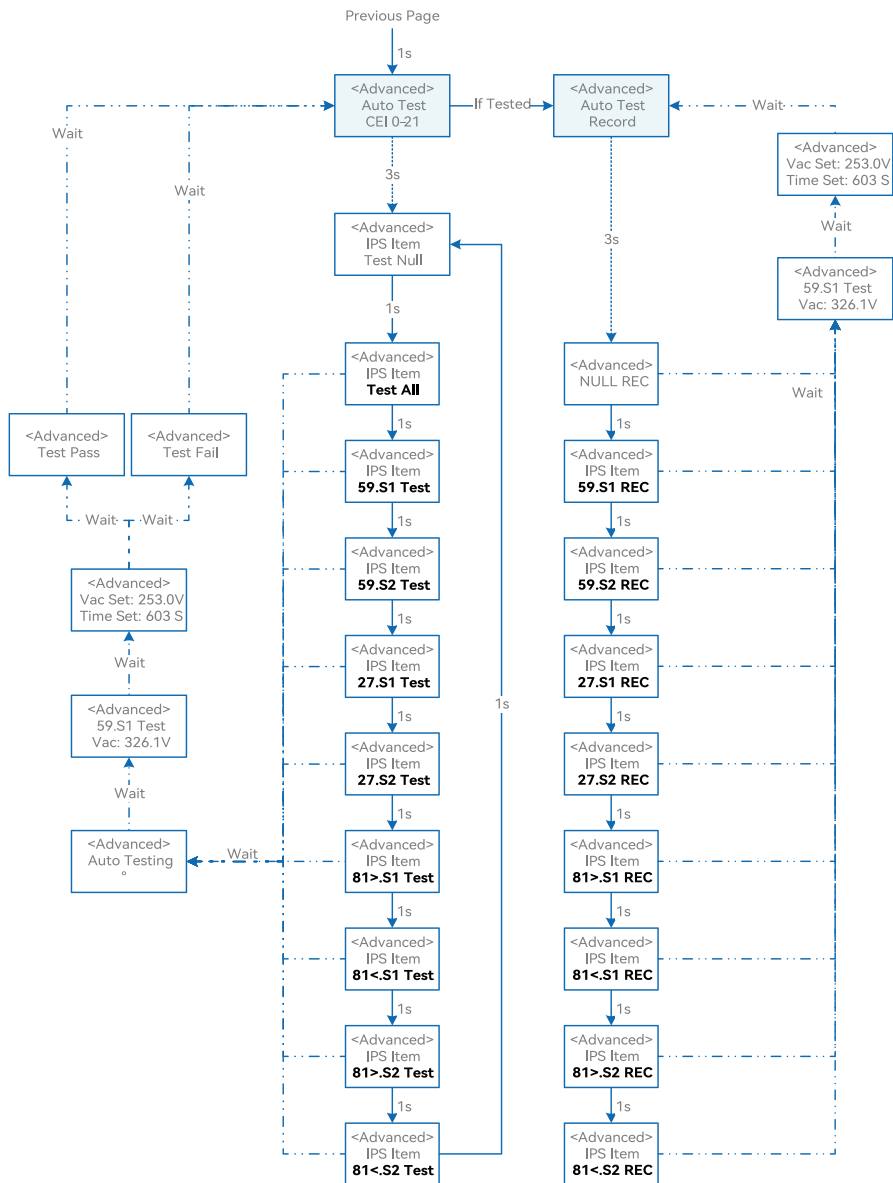 Previous Page
1s
<Advanced>
Auto Test
CEI 0-21
If Tested
<Advanced>
Auto Test
Record
Wait
Wait
Wait
3s
3s
<Advanced>
Vac Set: 253.0V
Time Set: 603 S
Wait
<Advanced>
59.S1 Test
Vac: 326.1V
Wait
<Advanced>
IPS Item
Test Null
1s
<Advanced>
IPS Item
Test All
1s
<Advanced>
IPS Item
59.S1 Test
1s
<Advanced>
IPS Item
59.S2 Test
1s
<Advanced>
IPS Item
27.S1 Test
1s
<Advanced>
IPS Item
27.S2 Test
1s
<Advanced>
IPS Item
81>.S1 Test
1s
<Advanced>
IPS Item
81<.S1 Test
1s
<Advanced>
IPS Item
81>.S2 Test
1s
<Advanced>
IPS Item
81<.S2 Test
1s
<Advanced>
NULL REC
1s
<Advanced>
IPS Item
59.S1 REC
1s
<Advanced>
IPS Item
59.S2 REC
1s
<Advanced>
IPS Item
27.S1 REC
1s
<Advanced>
IPS Item
27.S2 REC
1s
<Advanced>
IPS Item
81>.S1 REC
1s
<Advanced>
IPS Item
81<.S1 REC
1s
<Advanced>
IPS Item
81>.S2 REC
1s
<Advanced>
IPS Item
81<.S2 REC
<Advanced>
Test Pass
<Advanced>
Test Fail
Wait
Wait
<Advanced>
Vac Set: 253.0V
Time Set: 603 S
Wait
<Advanced>
59.S1 Test
Vac: 326.1V
Wait
<Advanced>
Auto Testing
°
Wait